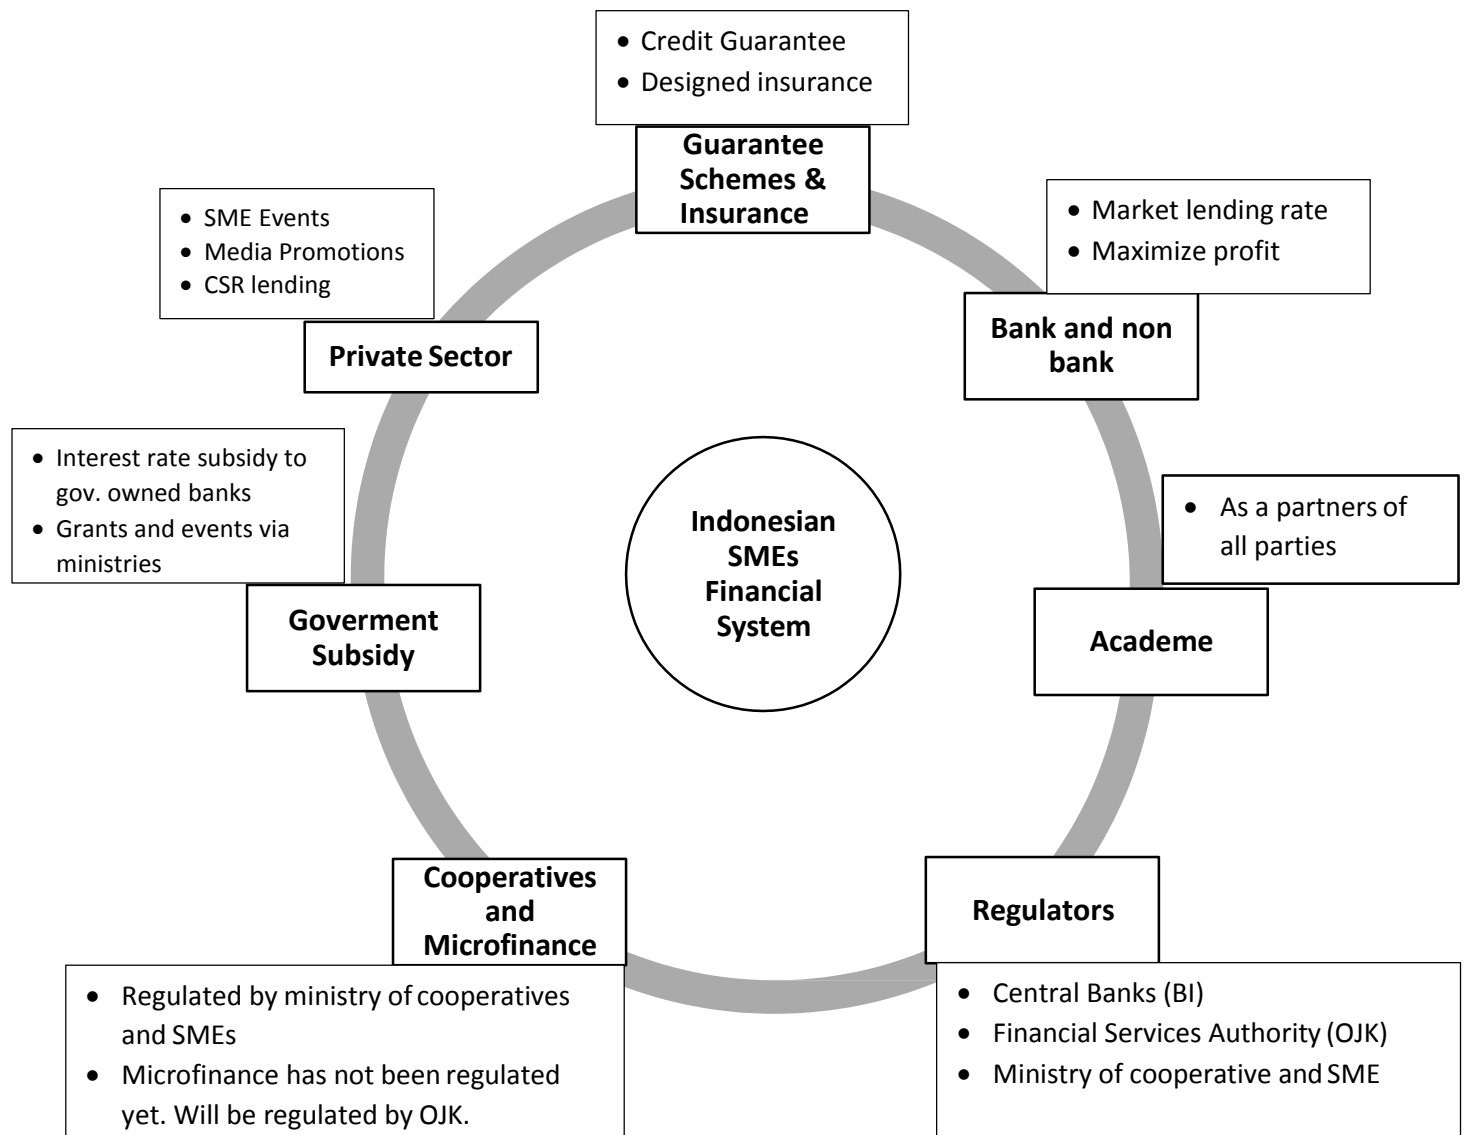 • Credit Guarantee
• Designed insurance
Guarantee
Schemes &
Insurance
• Market lending rate
• Maximize profit
Bank and non
bank
• As a partners of
all parties
Academe
Regulators
• Central Banks (BI)
• Financial Services Authority (OJK)
• Ministry of cooperative and SME
Cooperatives
and
Microfinance
• Regulated by ministry of cooperatives
and SMEs
• Microfinance has not been regulated
yet. Will be regulated by OJK.
• Interest rate subsidy to
gov. owned banks
• Grants and events via
ministries
Goverment
Subsidy
• SME Events
• Media Promotions
• CSR lending
Private Sector
Indonesian
SMEs
Financial
System